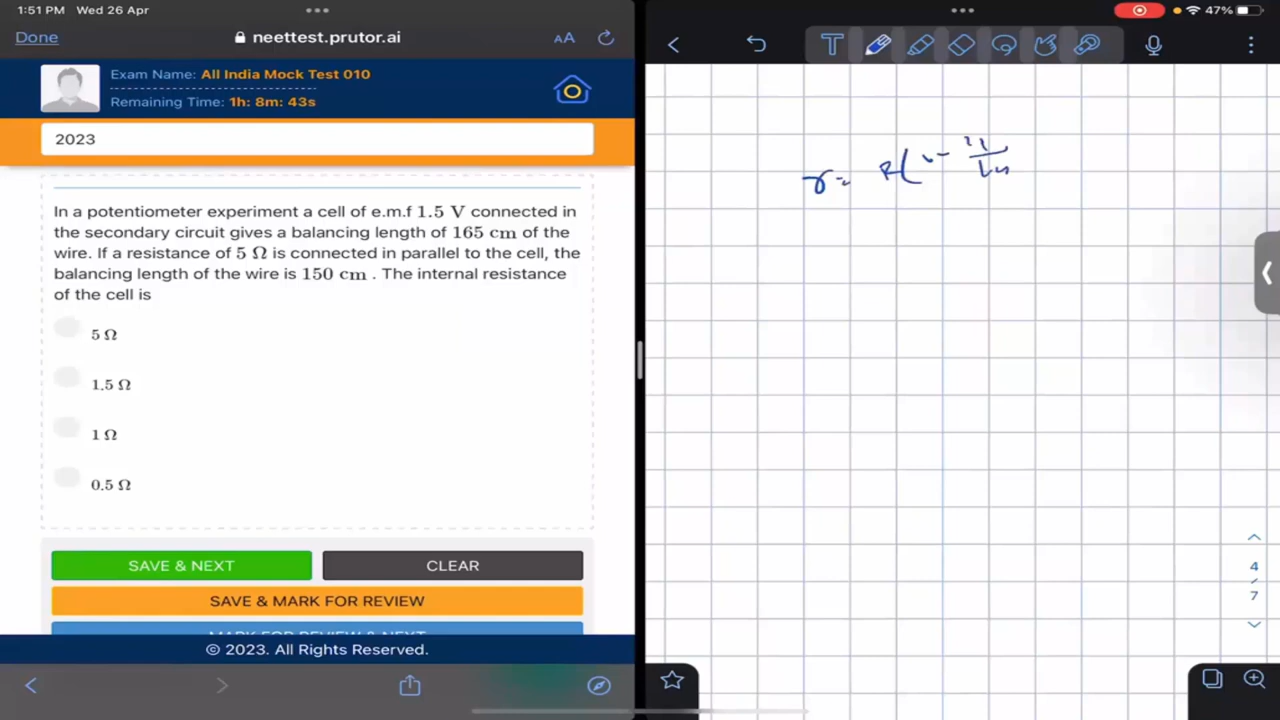 1:51 PM Wed 26 Apr
47%
Done
neettest.prutor.ai
AA
Exam Name: All India Mock Test 010
Remaining Time: 1h: 8m: 43s
2023
In a potentiometer experiment a cell of e.m.f 1.5 V connected in
the secondary circuit gives a balancing length of 165 cm of the
wire. If a resistance of 5 Ω is connected in parallel to the cell, the
balancing length of the wire is 150 cm . The internal resistance
of the cell is
5 Ω
1.5 Ω
1 Ω
0.5 Ω
SAVE & NEXT
CLEAR
SAVE & MARK FOR REVIEW
MARK FOR REVIEW & NEXT
© 2023. All Rights Reserved.
T
r = R(
4
7